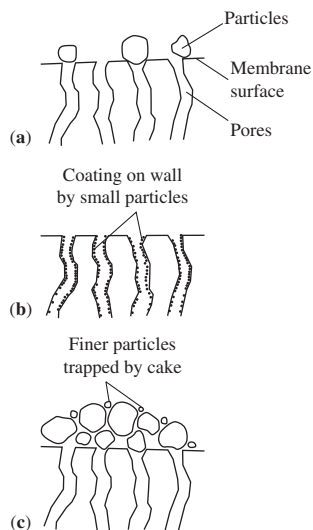 Particles
Membrane
surface
Pores
(a)
Coating on wall
by small particles
(b)
Finer particles
trapped by cake
(c)